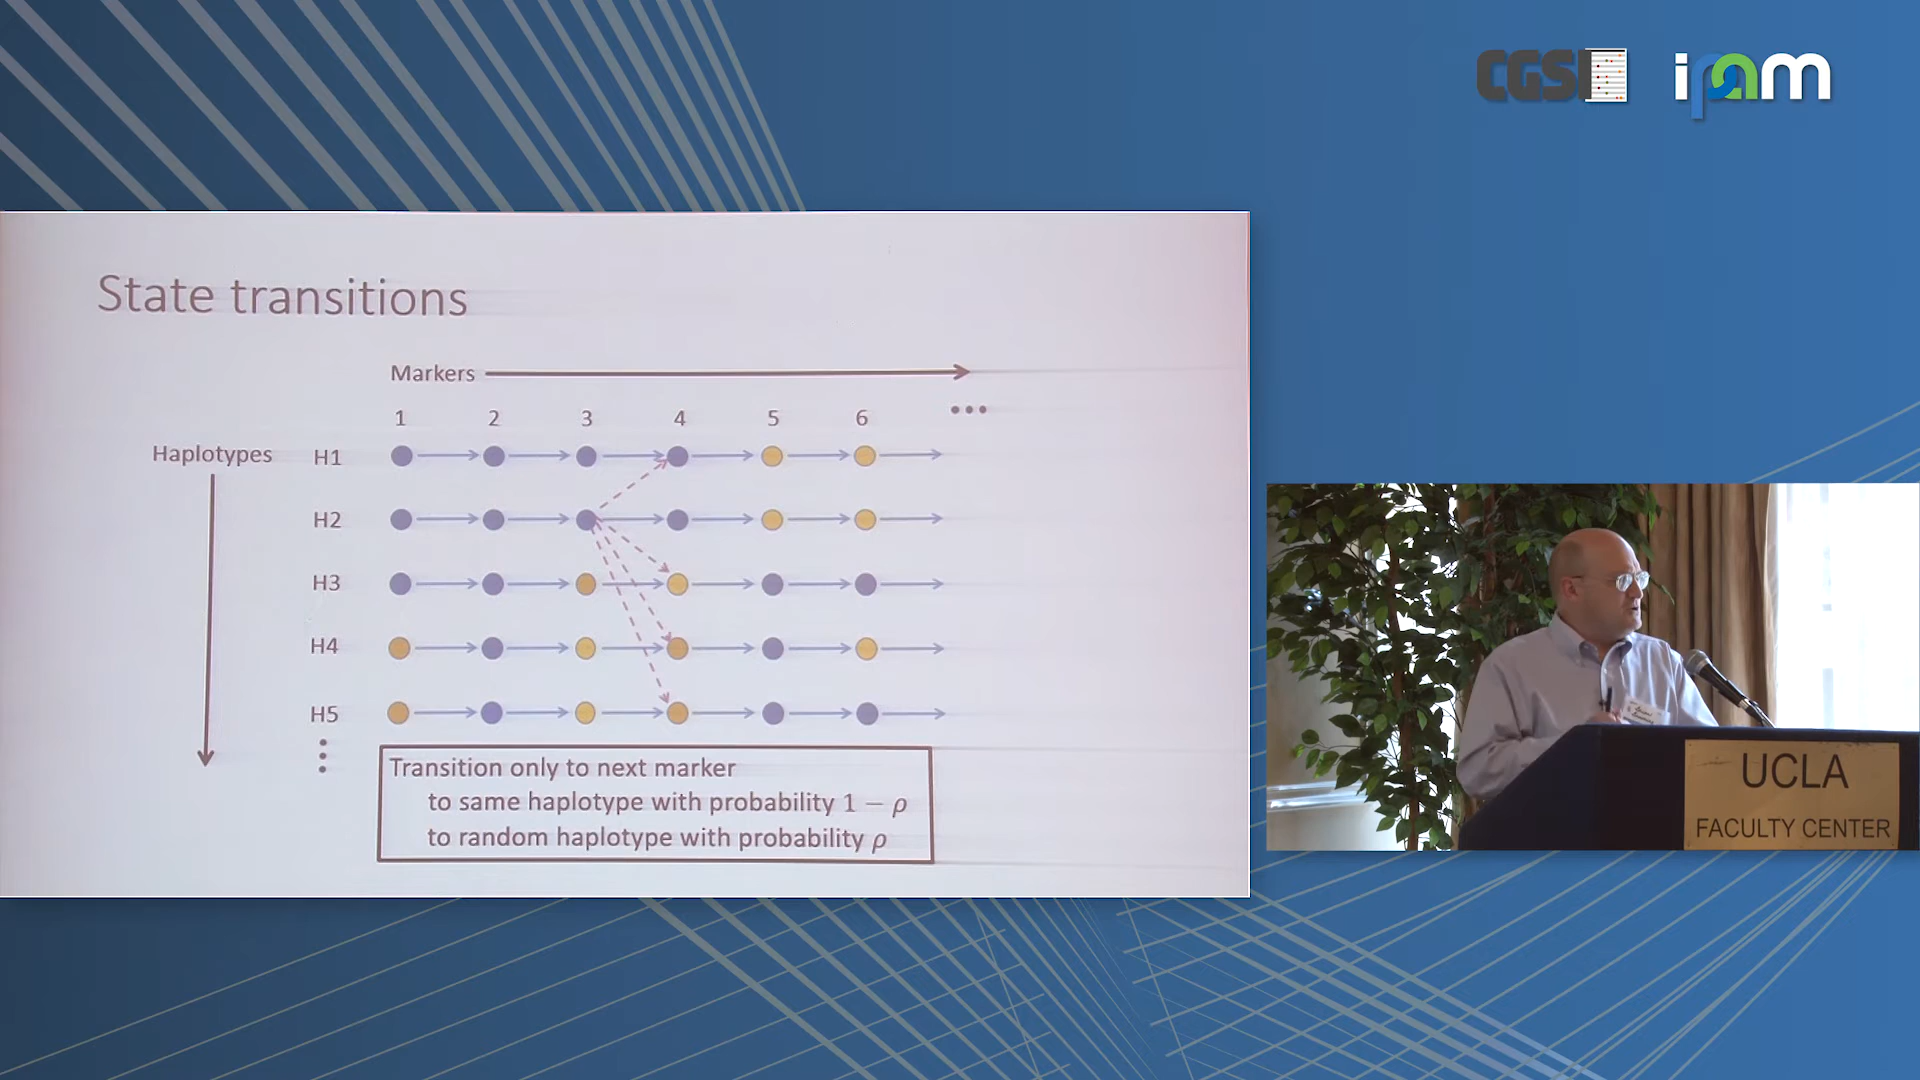 CGSI
ipam
State transitions
Markers
1 2 3 4 5 6 •••
Haplotypes
H1
H2
H3
H4
H5
Transition only to next marker
to same haplotype with probability 1 − ρ
to random haplotype with probability ρ
UCLA
FACULTY CENTER